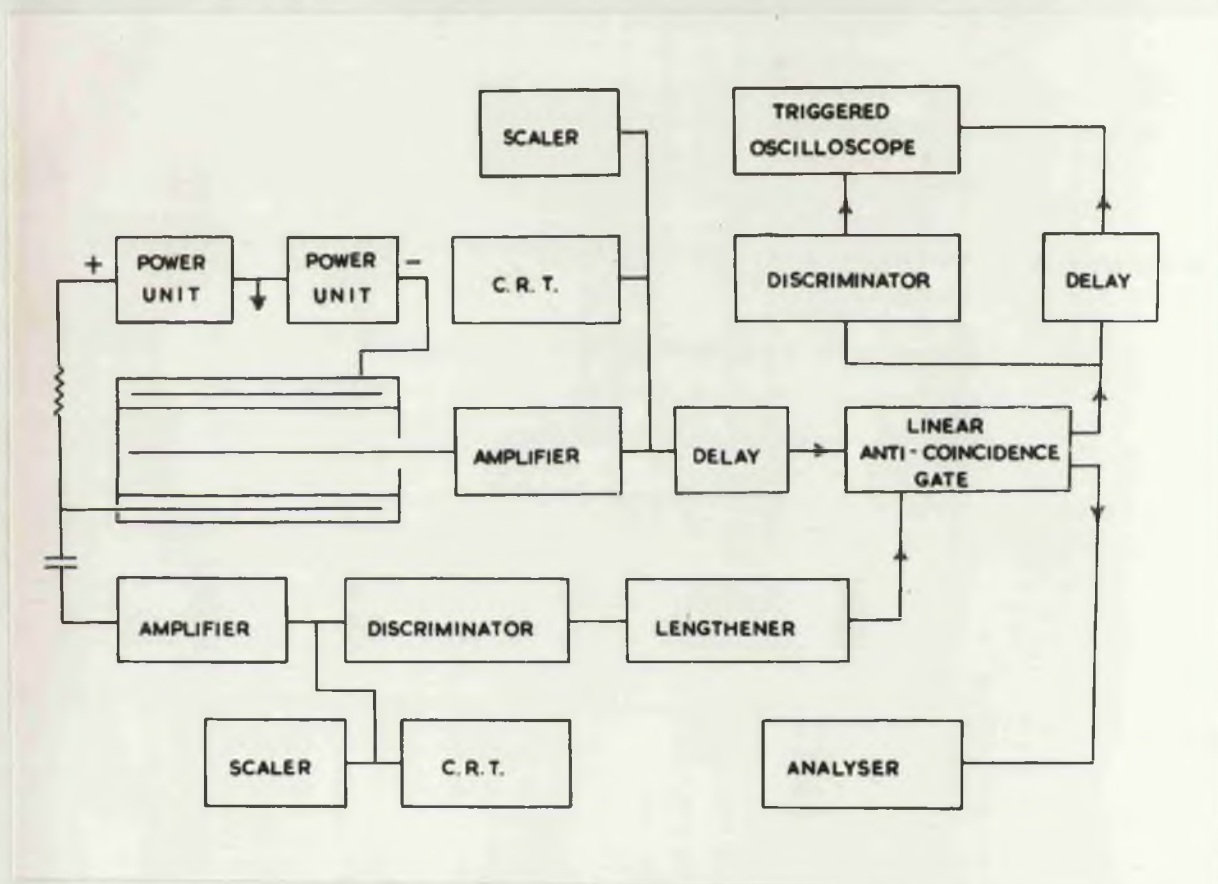 SCALER
TRIGGERED
OSCILLOSCOPE
+
POWER
UNIT
POWER
UNIT
−
C. R. T.
DISCRIMINATOR
DELAY
AMPLIFIER
DELAY
LINEAR
ANTI-COINCIDENCE
GATE
AMPLIFIER
DISCRIMINATOR
LENGTHENER
SCALER
C. R. T.
ANALYSER